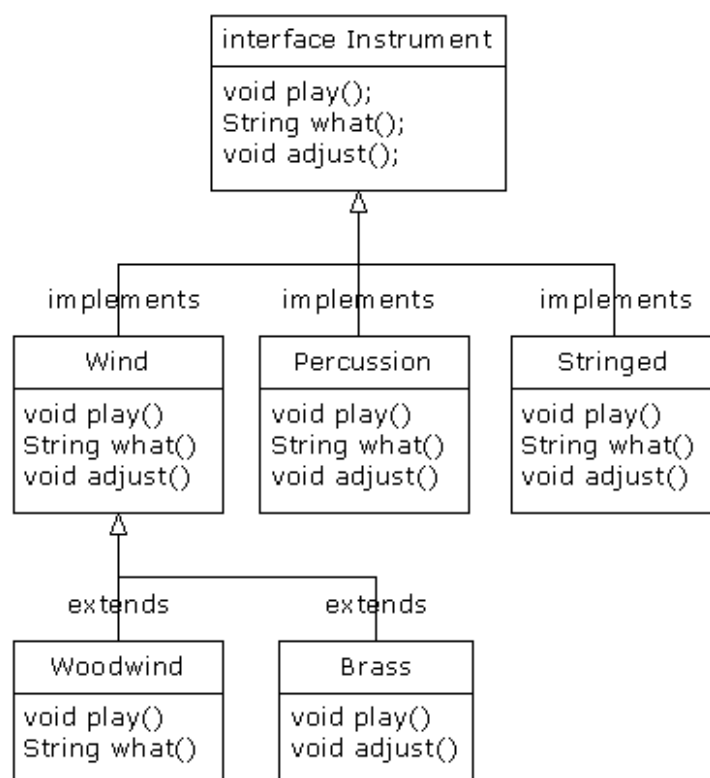 interface Instrument
void play();
String what();
void adjust();
implements
implements
implements
Wind
void play()
String what()
void adjust()
Percussion
void play()
String what()
void adjust()
Stringed
void play()
String what()
void adjust()
extends
extends
Woodwind
void play()
String what()
Brass
void play()
void adjust()